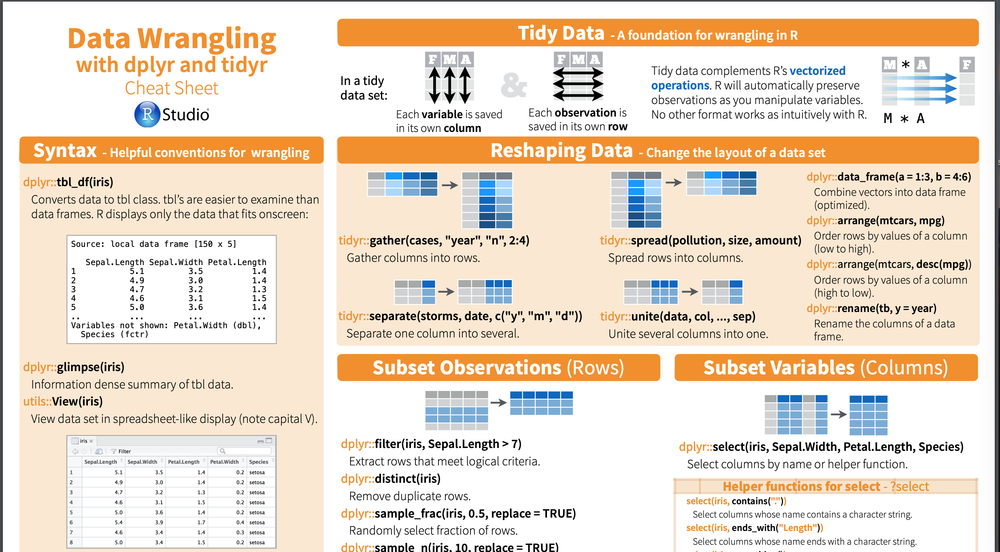 Data Wrangling
with dplyr and tidyr
Cheat Sheet
R Studio®
Syntax - Helpful conventions for wrangling
dplyr::tbl_df(iris)
Converts data to tbl class. tbl's are easier to examine than
data frames. R displays only the data that fits onscreen:
Source: local data frame [150 x 5]
Sepal.Length Sepal.Width Petal.Length
1 5.1 3.5 1.4
2 4.9 3.0 1.4
3 4.7 3.2 1.3
4 4.6 3.1 1.5
5 5.0 3.6 1.4
.. ... ... ...
Variables not shown: Petal.Width (dbl),
Species (fctr)
dplyr::glimpse(iris)
Information dense summary of tbl data.
utils::View(iris)
View data set in spreadsheet-like display (note capital V).
iris
Filter
Sepal.Length Sepal.Width Petal.Length Petal.Width Species
1 5.1 3.5 1.4 0.2 setosa
2 4.9 3.0 1.4 0.2 setosa
3 4.7 3.2 1.3 0.2 setosa
4 4.6 3.1 1.5 0.2 setosa
5 5.0 3.6 1.4 0.2 setosa
6 5.4 3.9 1.7 0.4 setosa
7 4.6 3.4 1.4 0.3 setosa
8 5.0 3.4 1.5 0.2 setosa
Tidy Data - A foundation for wrangling in R
In a tidy
data set:
F M A
Each variable is saved
in its own column
&
F M A
Each observation is
saved in its own row
Tidy data complements R's vectorized
operations. R will automatically preserve
observations as you manipulate variables.
No other format works as intuitively with R.
M * A F
M * A
Reshaping Data - Change the layout of a data set
tidyr::gather(cases, "year", "n", 2:4)
Gather columns into rows.
tidyr::spread(pollution, size, amount)
Spread rows into columns.
tidyr::separate(storms, date, c("y", "m", "d"))
Separate one column into several.
tidyr::unite(data, col, ..., sep)
Unite several columns into one.
dplyr::data_frame(a = 1:3, b = 4:6)
Combine vectors into data frame
(optimized).
dplyr::arrange(mtcars, mpg)
Order rows by values of a column
(low to high).
dplyr::arrange(mtcars, desc(mpg))
Order rows by values of a column
(high to low).
dplyr::rename(tb, y = year)
Rename the columns of a data
frame.
Subset Observations (Rows)
dplyr::filter(iris, Sepal.Length > 7)
Extract rows that meet logical criteria.
dplyr::distinct(iris)
Remove duplicate rows.
dplyr::sample_frac(iris, 0.5, replace = TRUE)
Randomly select fraction of rows.
dplyr::sample_n(iris, 10, replace = TRUE)
Subset Variables (Columns)
dplyr::select(iris, Sepal.Width, Petal.Length, Species)
Select columns by name or helper function.
Helper functions for select - ?select
select(iris, contains("."))
Select columns whose name contains a character string.
select(iris, ends_with("Length"))
Select columns whose name ends with a character string.